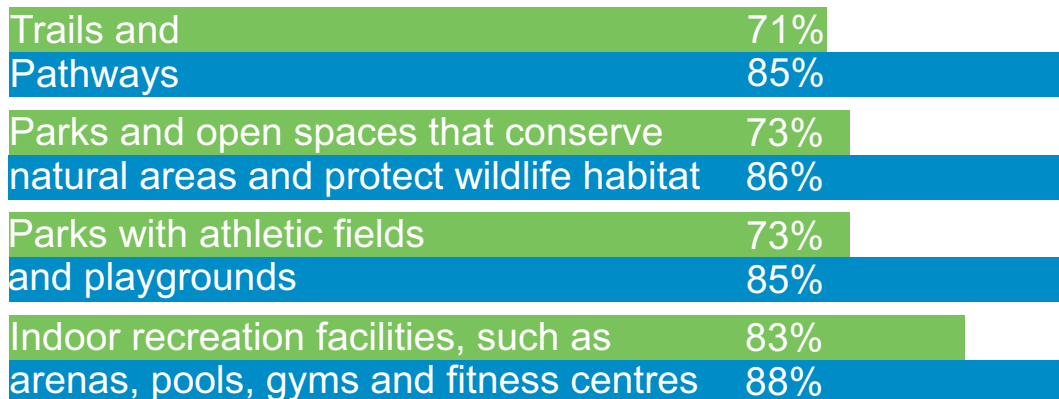 Trails and 71%
Pathways 85%
Parks and open spaces that conserve 73%
natural areas and protect wildlife habitat 86%
Parks with athletic fields 73%
and playgrounds 85%
Indoor recreation facilities, such as 83%
arenas, pools, gyms and fitness centres 88%